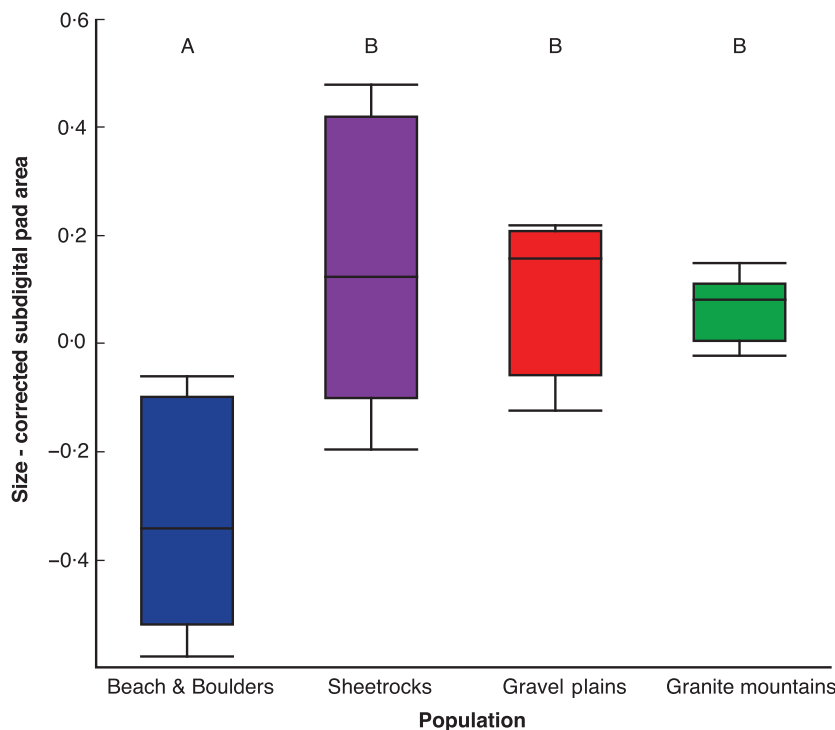 0·6
0·4
0·2
0·0
−0·2
−0·4
Size - corrected subdigital pad area
A B B B
Beach & Boulders Sheetrocks Gravel plains Granite mountains
Population